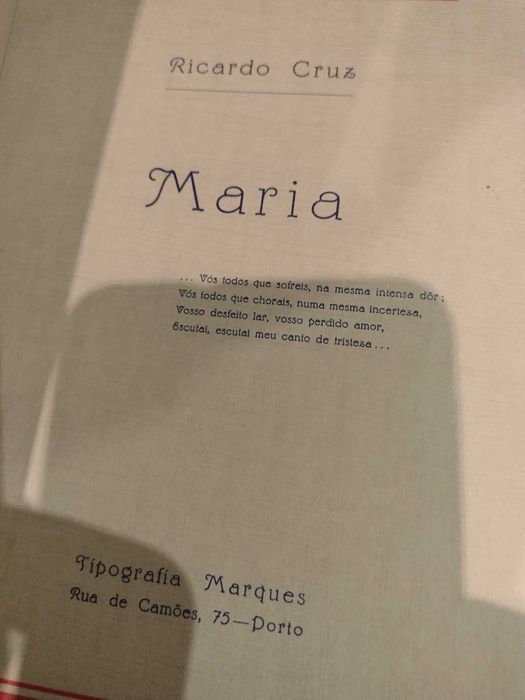 Ricardo Cruz
Maria
... Vós todos que sofreis, na mesma intensa dôr;
Vós todos que chorais, numa mesma incerteza,
Vosso desfeito lar, vosso perdido amor,
Escutai, escutai meu canto de tristeza...
Tipografia Marques
Rua de Camões, 75—Porto